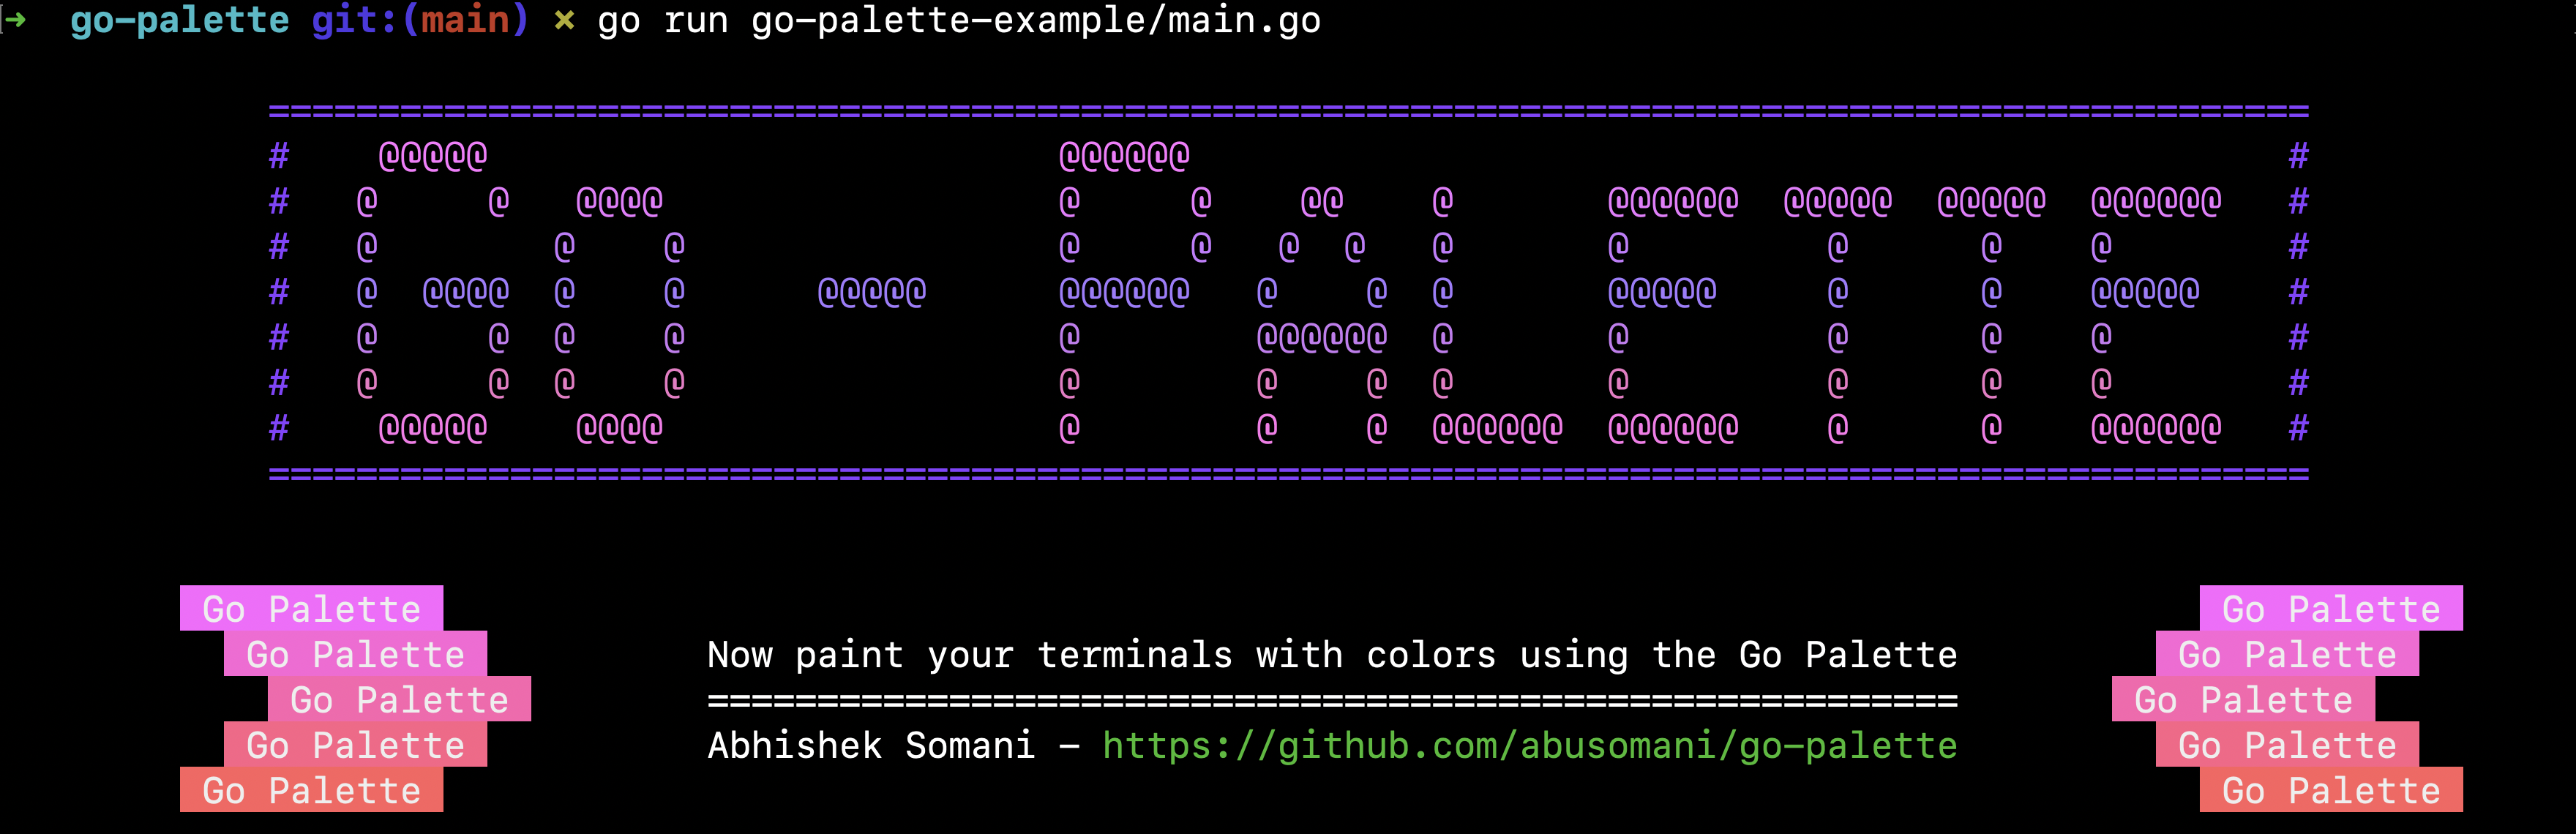 ➜  go-palette git:(main) × go run go-palette-example/main.go
=============================================================================================
#    @@@@@                          @@@@@@                                                  #
#   @     @   @@@@                  @     @    @@    @       @@@@@@  @@@@@  @@@@@  @@@@@@   #
#   @        @    @                 @     @   @  @   @       @         @      @    @        #
#   @  @@@@  @    @      @@@@@      @@@@@@   @    @  @       @@@@@     @      @    @@@@@    #
#   @     @  @    @                 @        @@@@@@  @       @         @      @    @        #
#   @     @  @    @                 @        @    @  @       @         @      @    @        #
#    @@@@@    @@@@                  @        @    @  @@@@@@  @@@@@@    @      @    @@@@@@   #
=============================================================================================
Go Palette
Go Palette
Go Palette
Go Palette
Go Palette
Now paint your terminals with colors using the Go Palette
=========================================================
Abhishek Somani - https://github.com/abusomani/go-palette
Go Palette
Go Palette
Go Palette
Go Palette
Go Palette